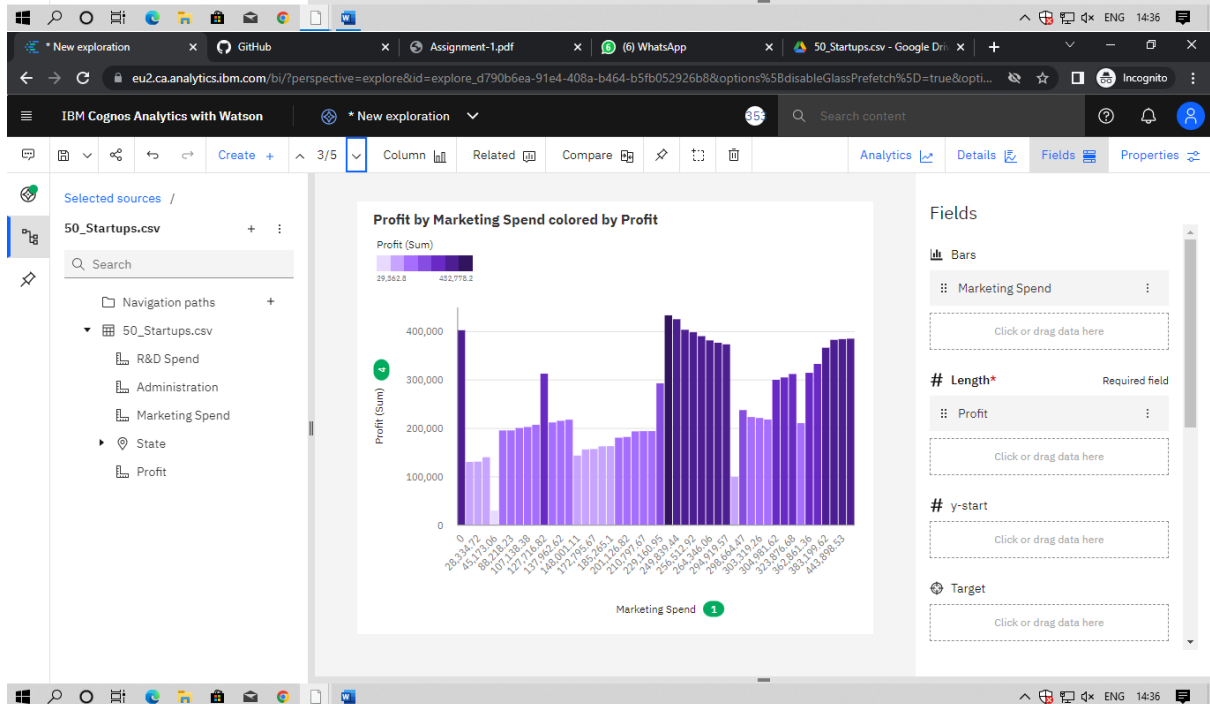 ENG 14:36
* New exploration
GitHub
Assignment-1.pdf
(6) WhatsApp
50_Startups.csv - Google Dri
eu2.ca.analytics.ibm.com/bi/?perspective=explore&id=explore_d790b6ea-91e4-408a-b464-b5fb052926b8&options%5BdisableGlassPrefetch%5D=true&opti...
Incognito
IBM Cognos Analytics with Watson
* New exploration
353
Search content
Create +
3/5
Column
Related
Compare
Analytics
Details
Fields
Properties
Selected sources /
50_Startups.csv
Search
Navigation paths
50_Startups.csv
R&D Spend
Administration
Marketing Spend
State
Profit
Profit by Marketing Spend colored by Profit
Profit (Sum)
29,362.8 432,778.2
Profit (Sum)
4
400,000
300,000
200,000
100,000
0
0
28,334.72
45,173.06
88,218.23
107,138.38
127,716.82
137,962.62
148,001.11
172,795.67
185,265.1
201,126.82
210,797.67
229,160.95
249,839.44
256,512.92
264,346.06
294,919.57
298,664.47
303,319.26
304,981.62
323,876.68
362,861.36
383,199.62
443,898.53
Marketing Spend 1
Fields
Bars
Marketing Spend
Click or drag data here
# Length* Required field
Profit
Click or drag data here
# y-start
Click or drag data here
Target
Click or drag data here
ENG 14:36